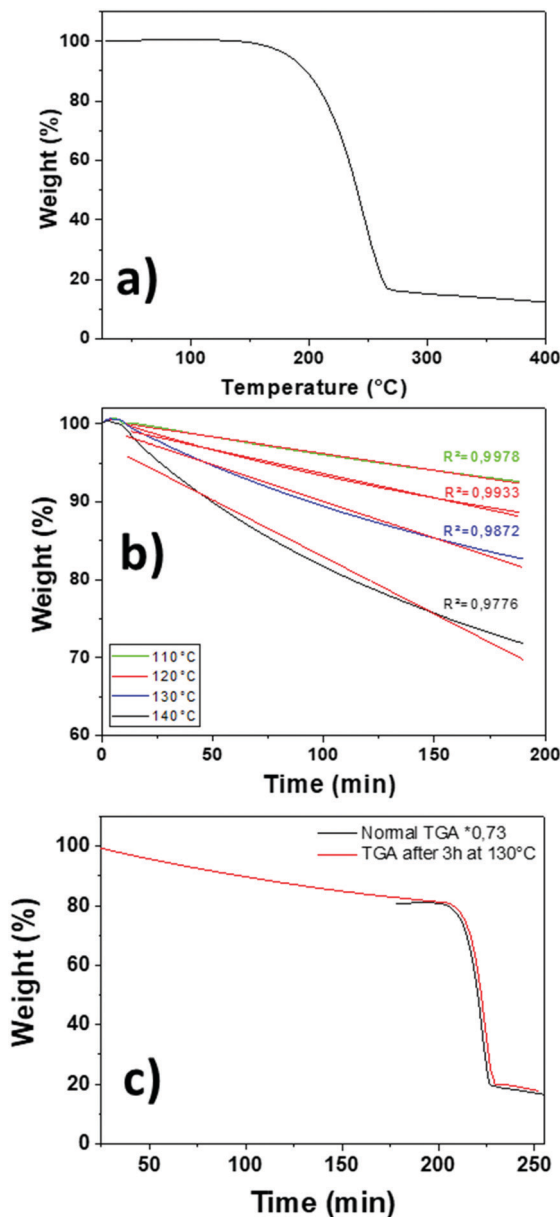 100
80
60
40
20
0
Weight (%)
a)
100
200
300
400
Temperature (°C)
100
90
80
70
60
Weight (%)
R²=0,9978
R²=0,9933
R²=0,9872
R²=0,9776
b)
110°C
120°C
130°C
140°C
0
50
100
150
200
Time (min)
Normal TGA *0,73
TGA after 3h at 130°C
100
80
60
40
20
0
Weight (%)
c)
50
100
150
200
250
Time (min)